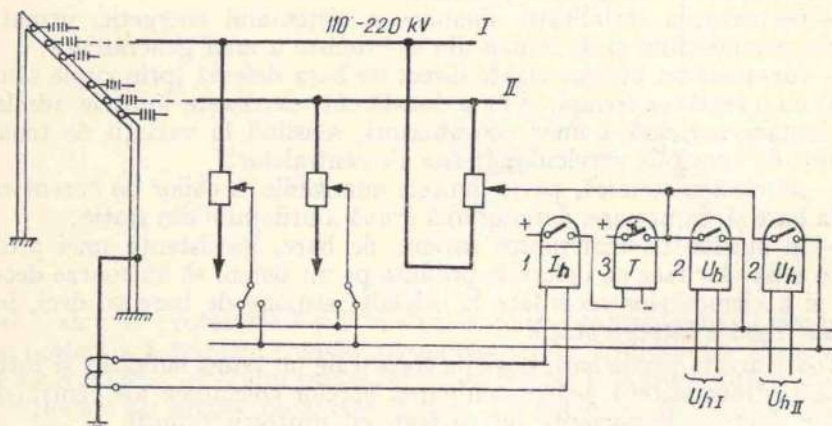 110-220 KV I
II
+ + 
1 I_h 3 T 2 U_h 2 U_h
-
U_hI U_hII